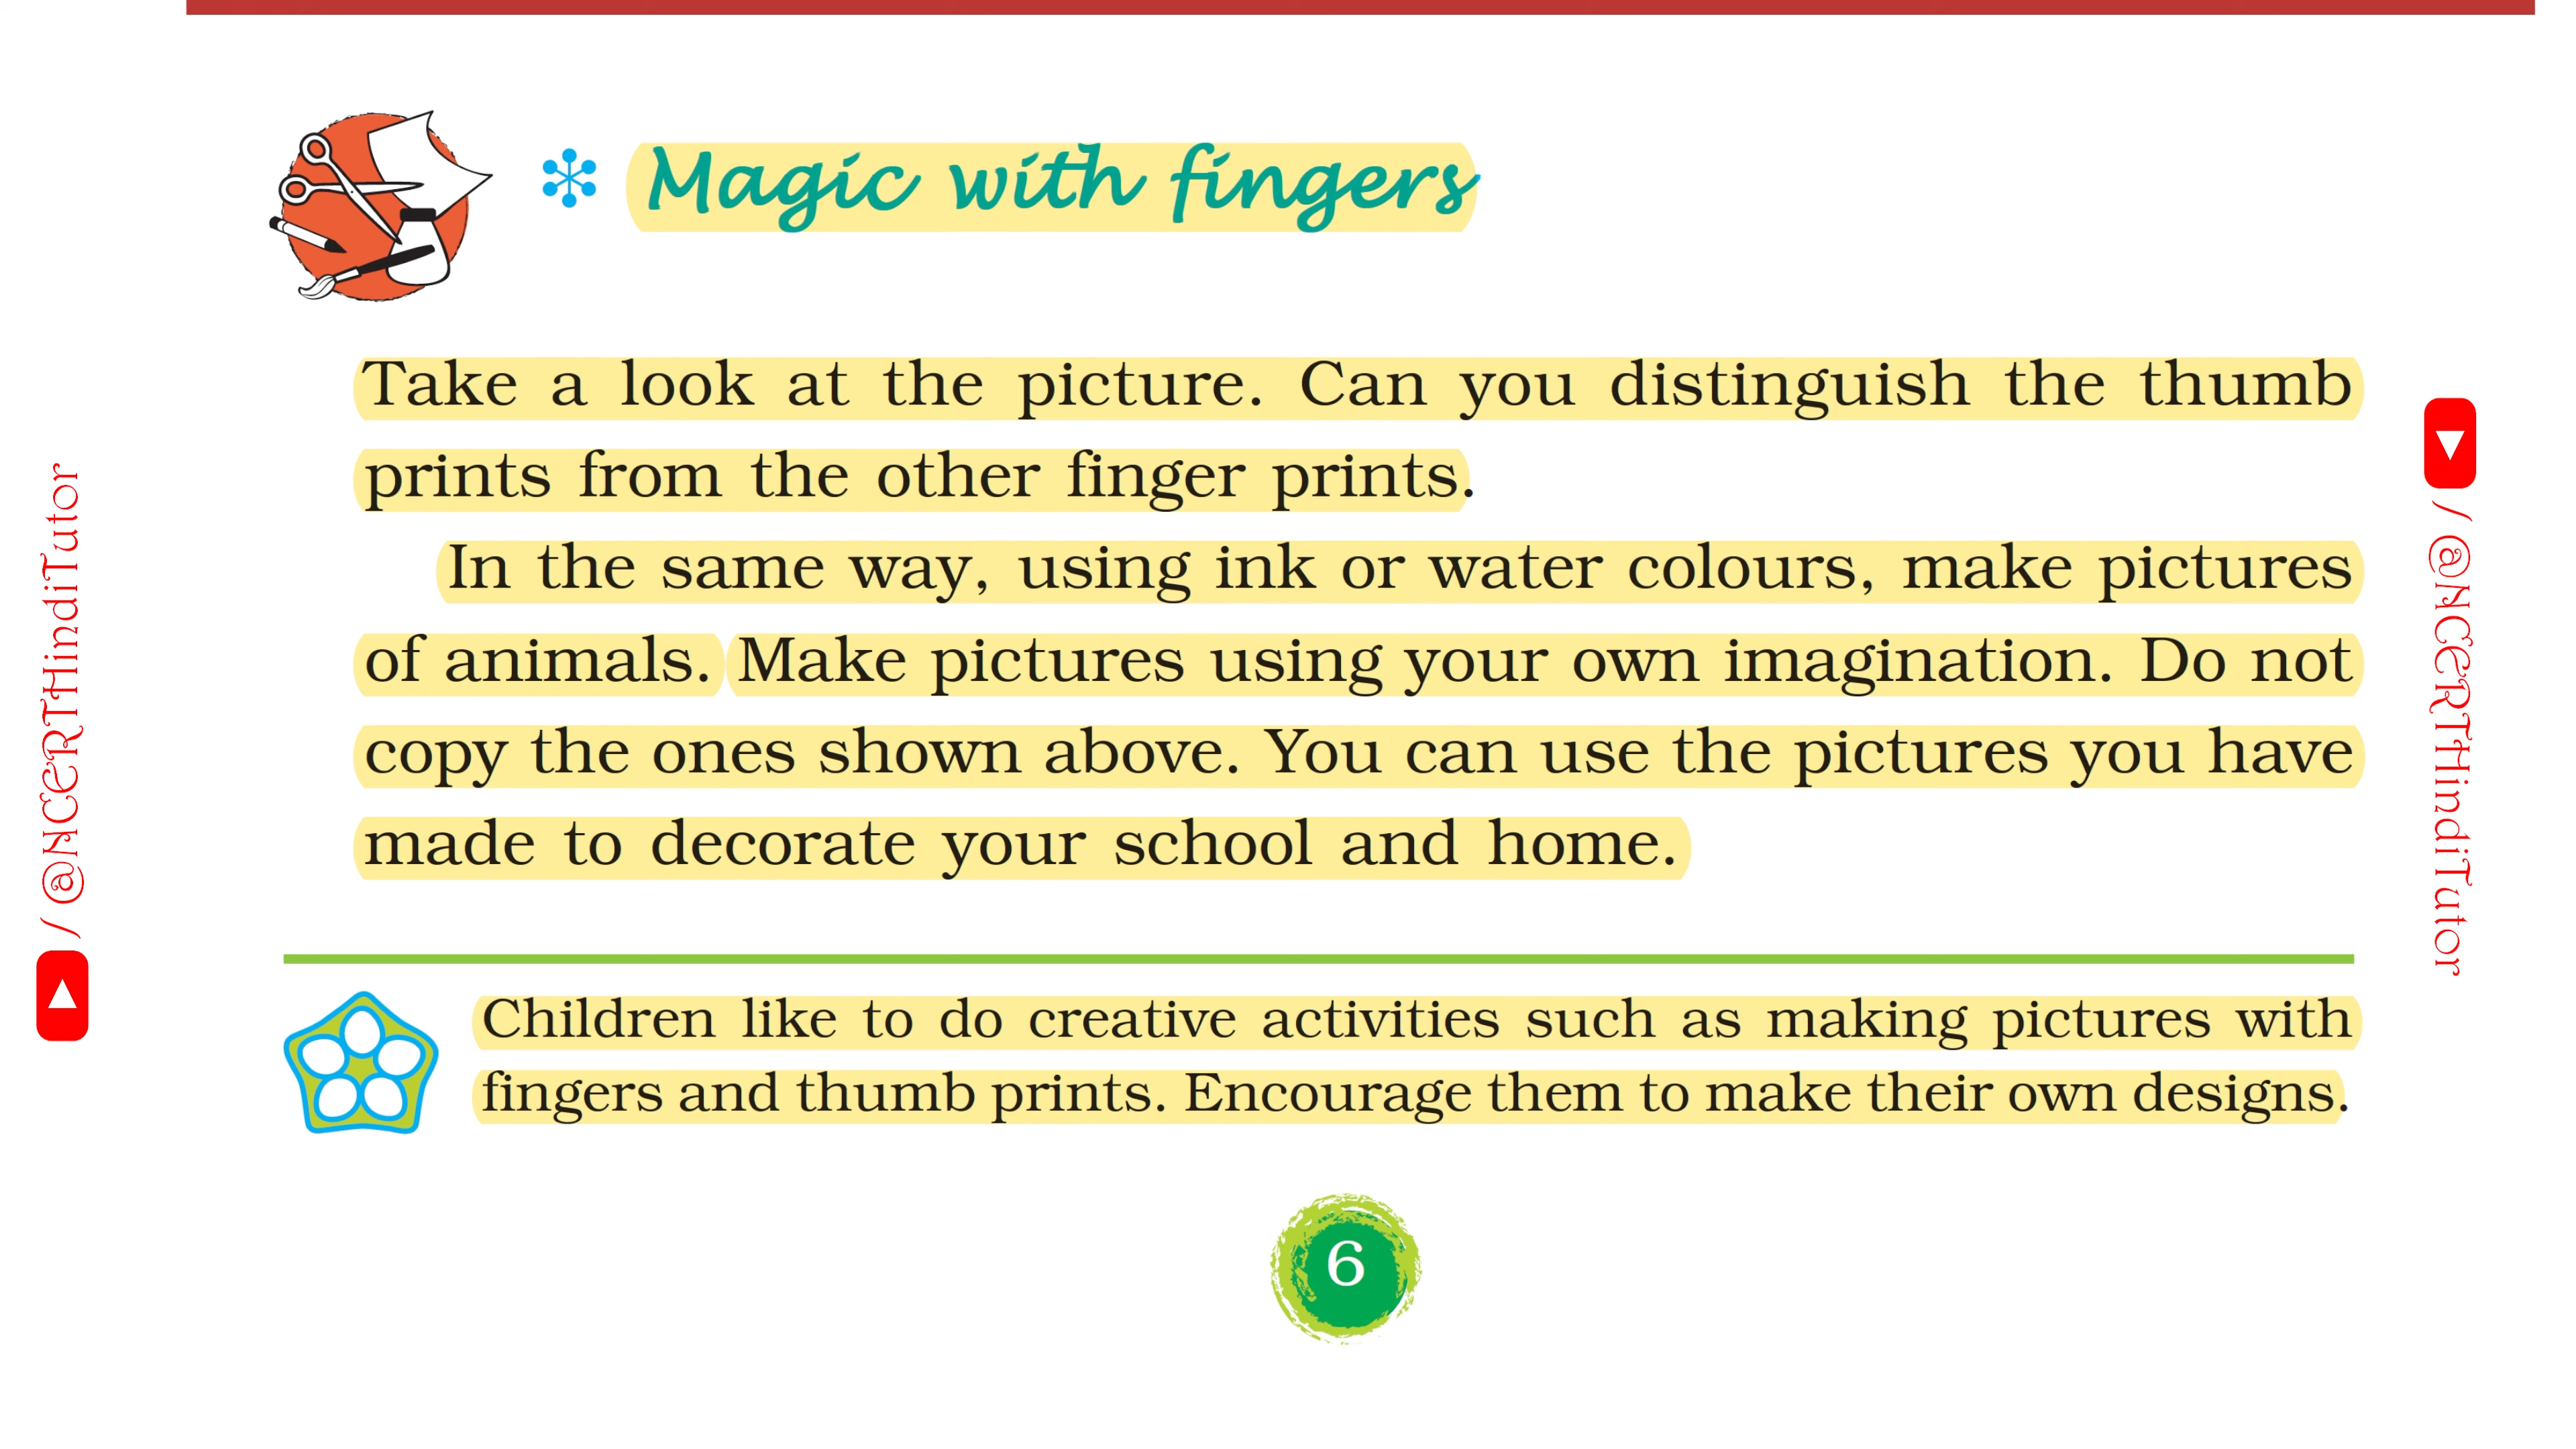 Magic with fingers
Take a look at the picture. Can you distinguish the thumb
prints from the other finger prints.
In the same way, using ink or water colours, make pictures
of animals. Make pictures using your own imagination. Do not
copy the ones shown above. You can use the pictures you have
made to decorate your school and home.
Children like to do creative activities such as making pictures with
fingers and thumb prints. Encourage them to make their own designs.
6
/ @NCERTHindiTutor
/ @NCERTHindiTutor